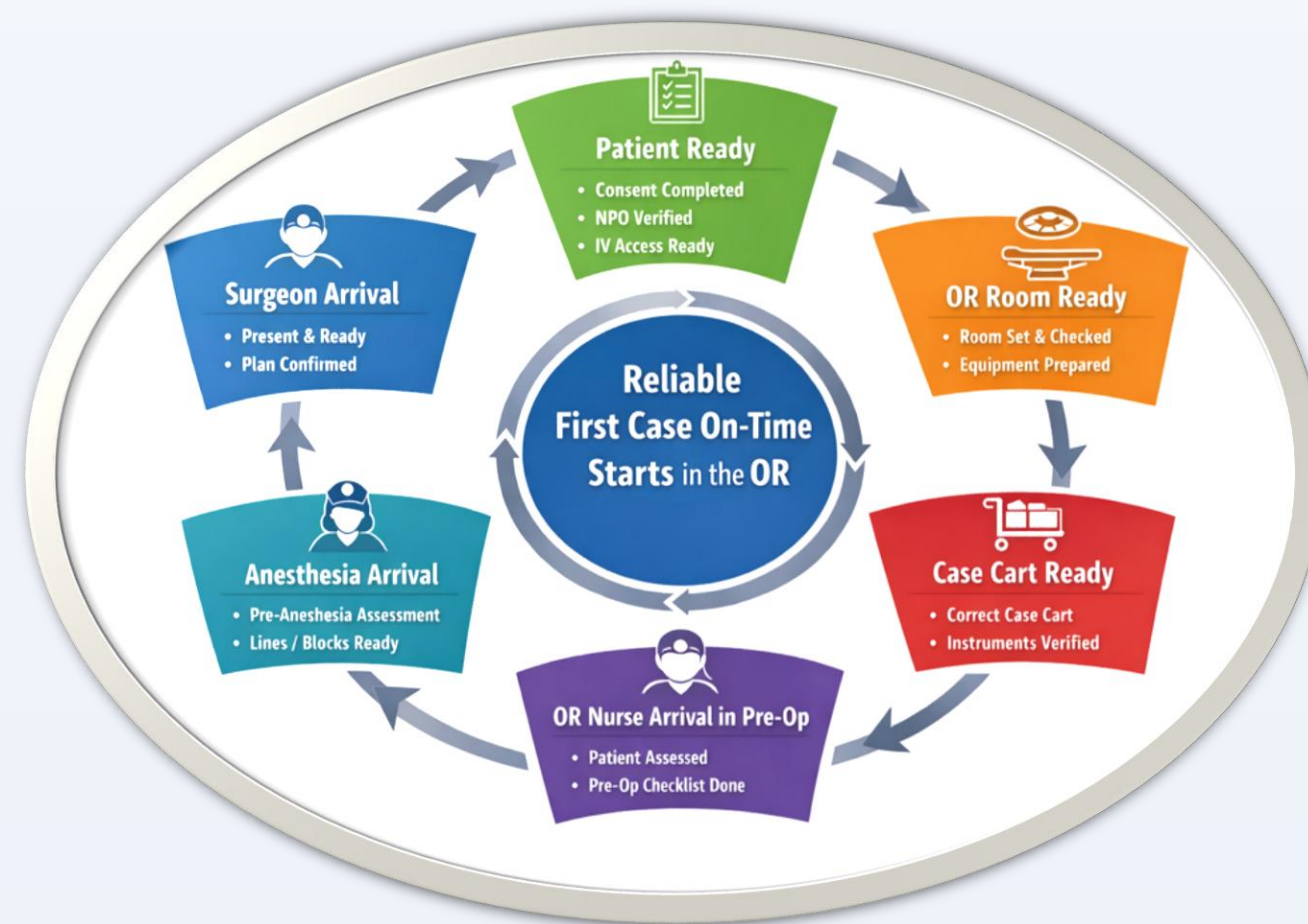 Patient Ready
• Consent Completed
• NPO Verified
• IV Access Ready
OR Room Ready
• Room Set & Checked
• Equipment Prepared
Case Cart Ready
• Correct Case Cart
• Instruments Verified
OR Nurse Arrival in Pre-Op
• Patient Assessed
• Pre-Op Checklist Done
Anesthesia Arrival
• Pre-Aneshesia Assessment
• Lines / Blocks Ready
Surgeon Arrival
• Present & Ready
• Plan Confirmed
Reliable
First Case On-Time
Starts in the OR